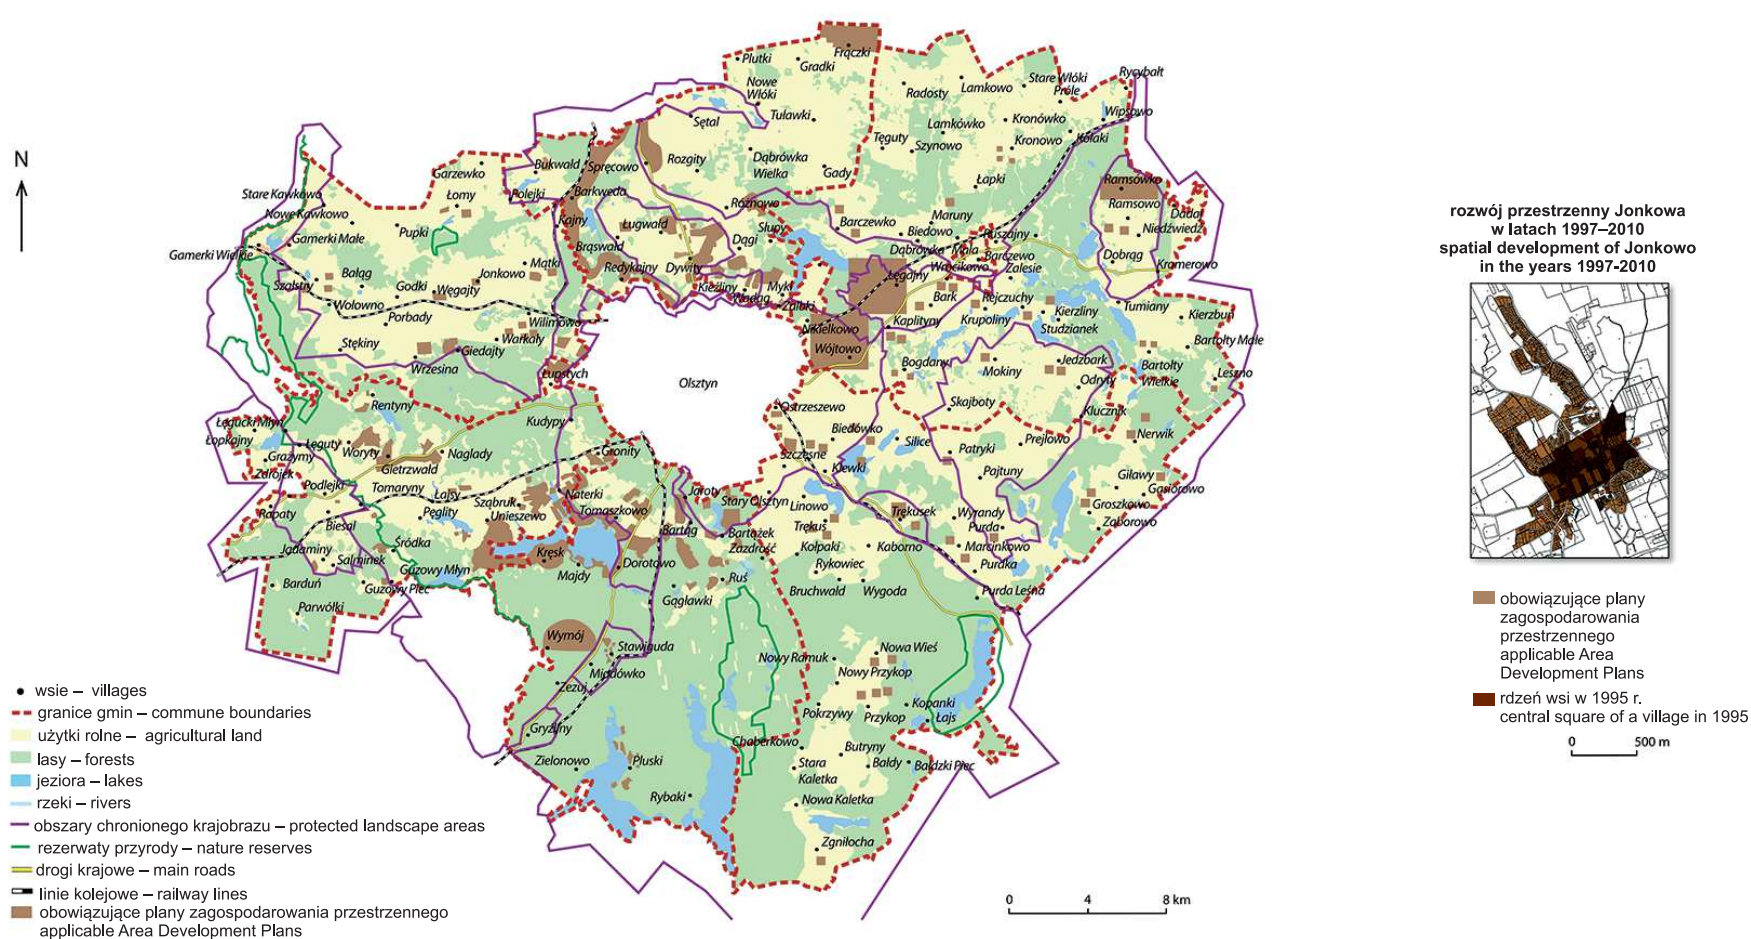 N
Plutki
Gradki
Frączki
Nowe
Włóki
Tuławki
Sętal
Radosty
Lamkowo
Stare Włóki
Próle
Rycybałt
Wipsowo
Lamkówko
Kronówko
Kronowo
Kołaki
Tęguty
Szynowo
Łapki
Rozgity
Dąbrówka
Wielka
Gady
Bukwałd
Spręcowo
Barkweda
Garzewko
Łomy
Polejki
Stare Kawkowo
Nowe Kawkowo
Gamerki Małe
Gamerki Wielkie
Pupki
Kajny
Ługwałd
Brąswałd
Redykajny
Dywity
Różnowo
Słupy
Dągi
Kieźliny
Wadąg
Myki
Zalbki
Barczewko
Maruny
Biedowo
Dąbrówka Mała
Ruszajny
Barczewo
Wrócikowo
Zalesie
Łęgajny
Ramsówko
Ramsowo
Dadaj
Niedźwiedź
Dobrąg
Kromerowo
Szałstry
Bałąg
Godki
Węgajty
Jonkowo
Matki
Wołowno
Porbady
Wilimowo
Warkały
Stękiny
Giedajty
Wrzesina
Łupstych
Bark
Rejczuchy
Kaplityny
Krupoliny
Kierzliny
Studzianek
Tumiany
Kierzbuń
Bartołty Małe
Nikielkowo
Wójtowo
Bogdany
Mokiny
Jedzbark
Odryty
Bartołty
Wielkie
Leszno
Olsztyn
Ostrzeszewo
Skajboty
Klucznik
Rentyny
Kudypy
Łęgucki Młyn
Łopkajny
Grazymy
Zdrojek
Łęguty
Woryty
Gietrzwałd
Naglady
Gronity
Biedówko
Silice
Patryki
Prejłowo
Nerwik
Szczęsne
Klewki
Podlejki
Tomaryny
Łajsy
Pęglity
Sząbruk
Unieszewo
Naterki
Tomaszkowo
Jaroty
Stary Olsztyn
Linowo
Trękuś
Trękusek
Pajtuny
Wyrandy
Purda
Giławy
Gąsiorowo
Groszkowo
Zaborowo
Rapaty
Biesal
Jadaminy
Salminek
Śródka
Guzowy Młyn
Guzowy Piec
Barduń
Parwółki
Kręsk
Majdy
Dorotowo
Bartąg
Bartążek
Zazdrość
Ruś
Gągławki
Kołpaki
Rykowiec
Kaborno
Marcinkowo
Purdka
Bruchwałd
Wygoda
Purda Leśna
Wymój
Stawiguda
Miodówko
Zezuj
Gryźliny
Nowy Ramuk
Nowa Wieś
Nowy Przykop
Pokrzywy
Przykop
Kopanki
Łajs
Zielonowo
Pluski
Rybaki
Chaberkowo
Butryny
Stara
Kaletka
Bałdy
Bałdzki Piec
Nowa Kaletka
Zgniłocha
wsie – villages
granice gmin – commune boundaries
użytki rolne – agricultural land
lasy – forests
jeziora – lakes
rzeki – rivers
obszary chronionego krajobrazu – protected landscape areas
rezerwaty przyrody – nature reserves
drogi krajowe – main roads
linie kolejowe – railway lines
obowiązujące plany zagospodarowania przestrzennego
applicable Area Development Plans
0 4 8 km
rozwój przestrzenny Jonkowa
w latach 1997–2010
spatial development of Jonkowo
in the years 1997-2010
obowiązujące plany
zagospodarowania
przestrzennego
applicable Area
Development Plans
rdzeń wsi w 1995 r.
central square of a village in 1995
0 500 m